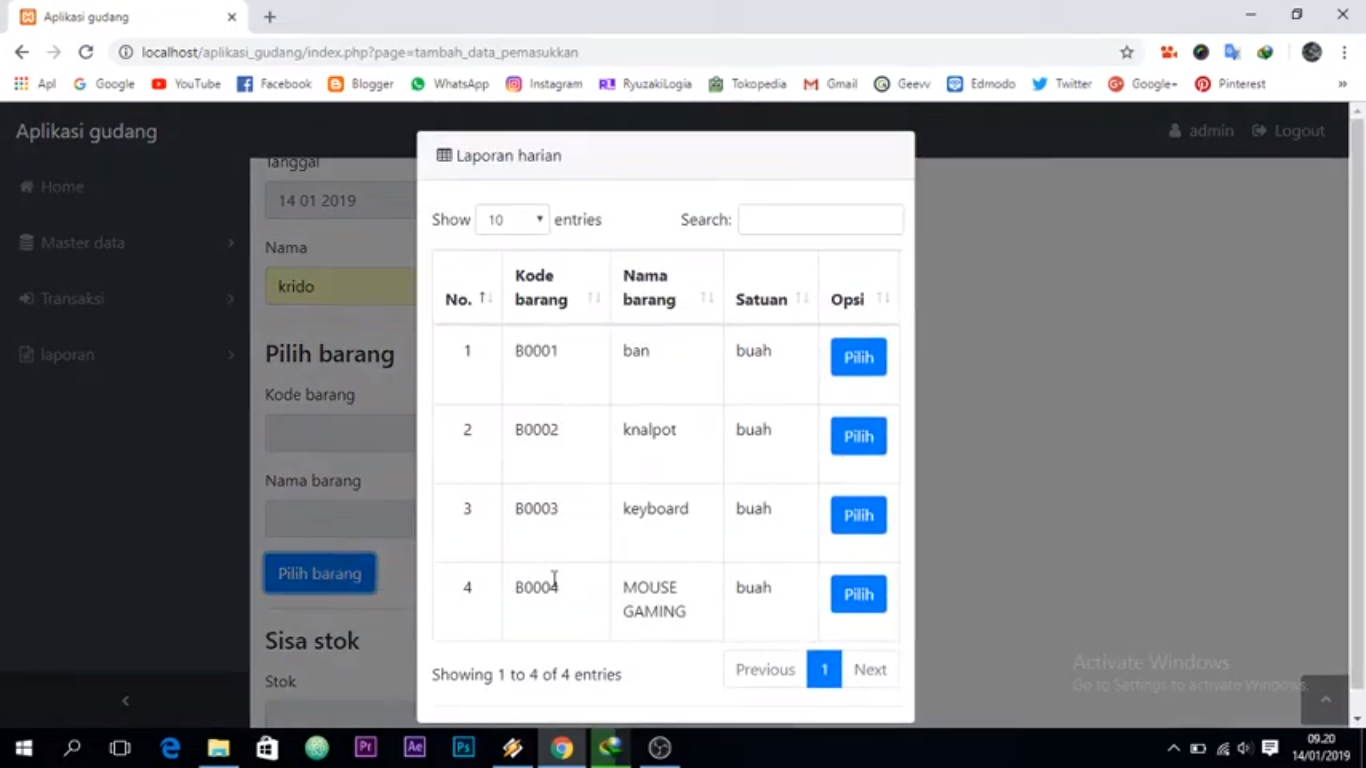 Aplikasi gudang
localhost/aplikasi_gudang/index.php?page=tambah_data_pemasukkan
Apl Google YouTube Facebook Blogger WhatsApp Instagram RyuzakiLogia Tokopedia Gmail Geevv Edmodo Twitter Google+ Pinterest »
Aplikasi gudang
admin Logout
Home
Master data
Transaksi
laporan
Tanggal
14 01 2019
Nama
krido
Pilih barang
Kode barang
Nama barang
Pilih barang
Sisa stok
Stok
Laporan harian
Show 10 entries Search:
No. Kode barang Nama barang Satuan Opsi
1 B0001 ban buah Pilih
2 B0002 knalpot buah Pilih
3 B0003 keyboard buah Pilih
4 B0004 MOUSE GAMING buah Pilih
Showing 1 to 4 of 4 entries Previous 1 Next
Activate Windows
Go to Settings to activate Windows.
Pr Ae Ps
09.20
14/01/2019